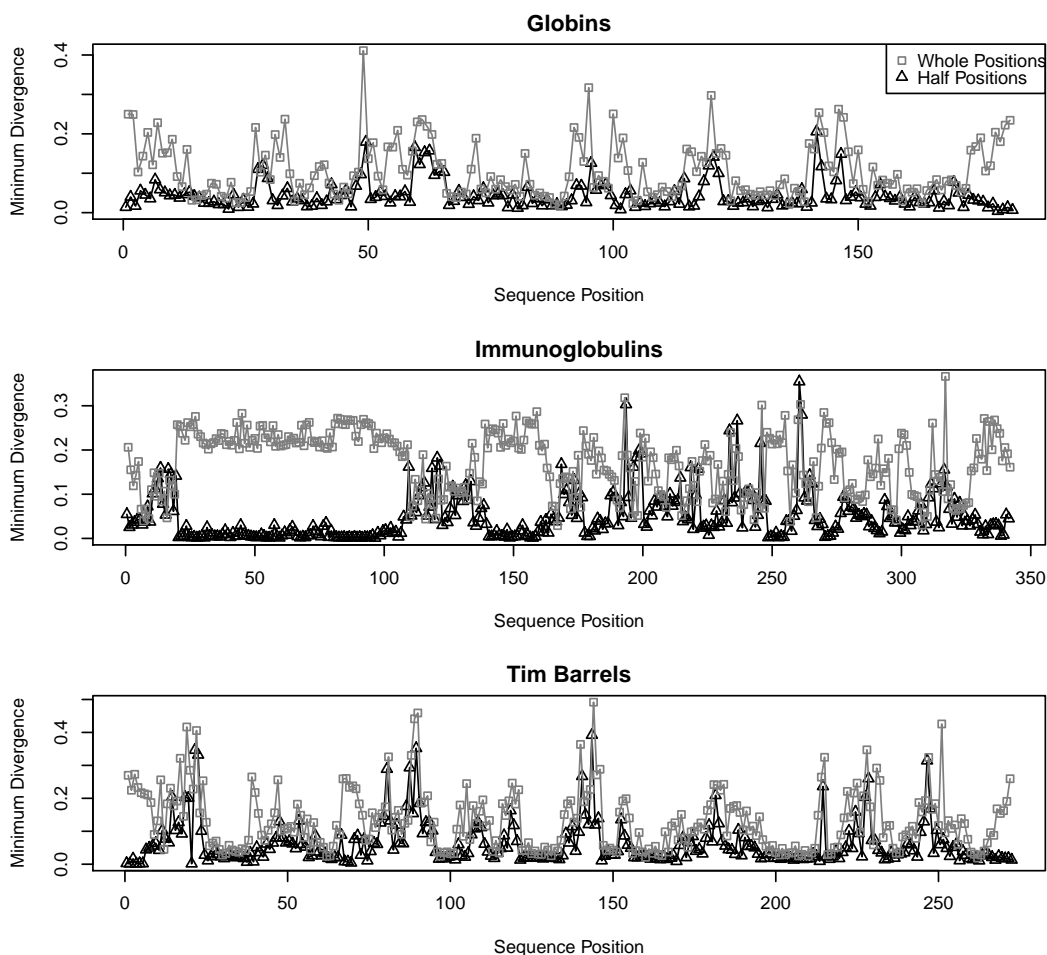 Globins
Minimum Divergence
0.4
0.2
0.0
Whole Positions
Half Positions
0 50 100 150
Sequence Position
Immunoglobulins
Minimum Divergence
0.3
0.2
0.1
0.0
0 50 100 150 200 250 300 350
Sequence Position
Tim Barrels
Minimum Divergence
0.4
0.2
0.0
0 50 100 150 200 250
Sequence Position